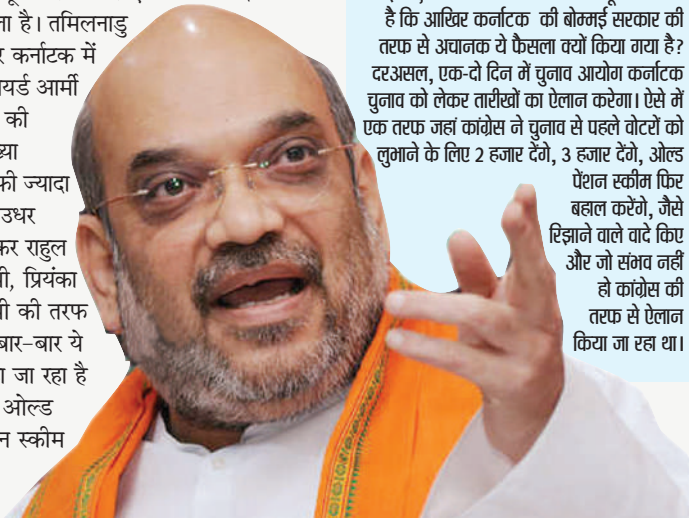 ता है। तमिलनाडु
र कर्नाटक में
यर्ड आर्मी
की
ख्या
फी ज्यादा
उधर
कर राहुल
धी, प्रियंका
धी की तरफ
बार-बार ये
ा जा रहा है
ओल्ड
न स्कीम
है कि आखिर कर्नाटक की बोम्मई सरकार की
तरफ से अचानक ये फैसला क्यों किया गया है?
दरअसल, एक-दो दिन में चुनाव आयोग कर्नाटक
चुनाव को लेकर तारीखों का ऐलान करेगा। ऐसे में
एक तरफ जहां कांग्रेस ने चुनाव से पहले वोटरों को
लुभाने के लिए 2 हजार देंगे, 3 हजार देंगे, ओल्ड
पेंशन स्कीम फिर
बहाल करेंगे, जैसे
रिझाने वाले वादे किए
और जो संभव नहीं
हो कांग्रेस की
तरफ से ऐलान
किया जा रहा था।